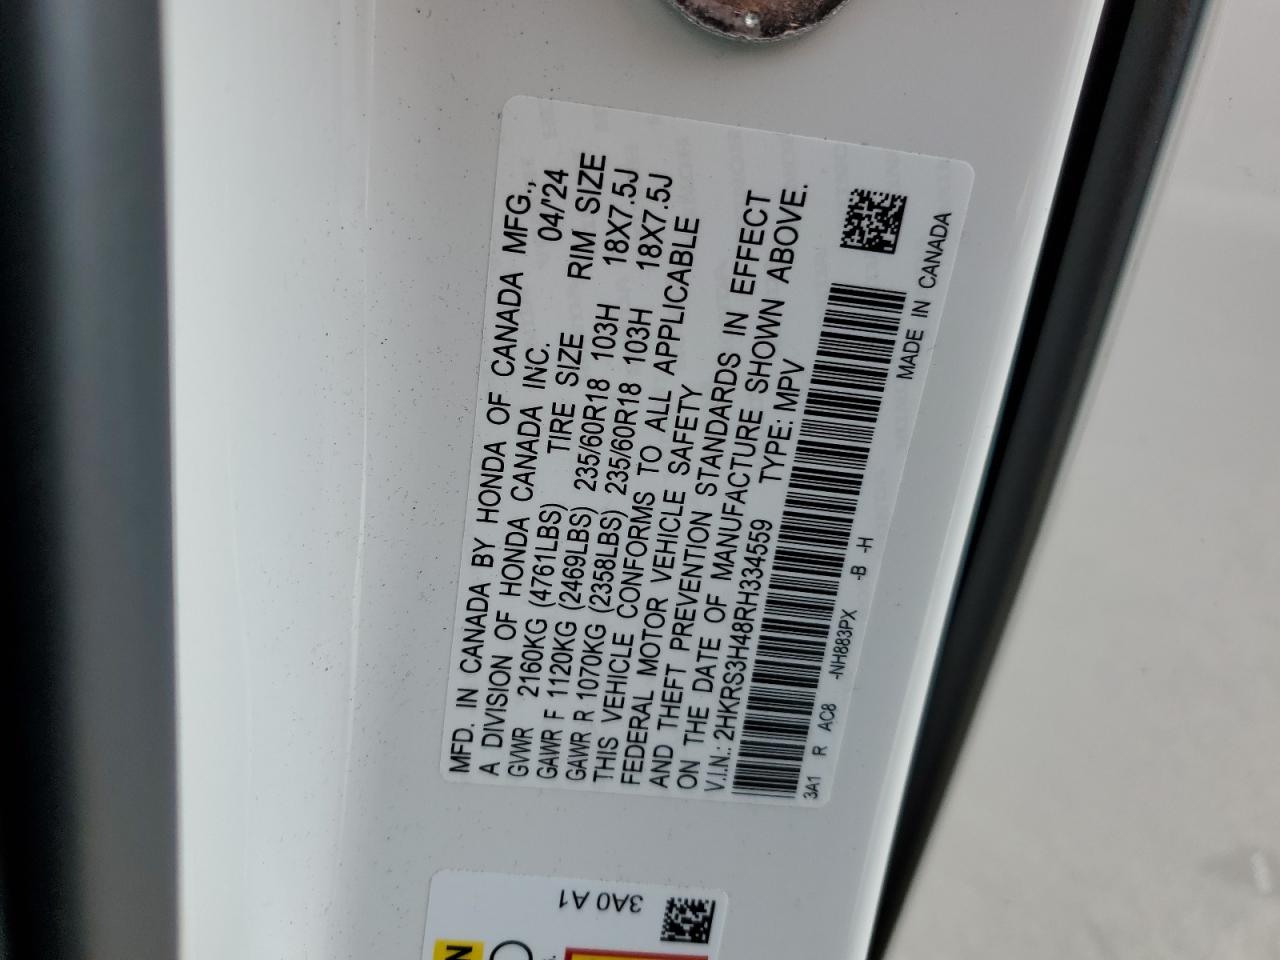 MFD. IN CANADA BY HONDA OF CANADA MFG.,
A DIVISION OF HONDA CANADA INC. 04/'24
GVWR 2160KG (4761LBS) TIRE SIZE RIM SIZE
GAWR F 1120KG (2469LBS) 235/60R18 103H 18X7.5J
GAWR R 1070KG (2358LBS) 235/60R18 103H 18X7.5J
THIS VEHICLE CONFORMS TO ALL APPLICABLE
FEDERAL MOTOR VEHICLE SAFETY
AND THEFT PREVENTION STANDARDS IN EFFECT
ON THE DATE OF MANUFACTURE SHOWN ABOVE.
V.I.N.: 2HKRS3H48RH334559 TYPE: MPV
3A1 R AC8 -NH883PX -B -H MADE IN CANADA
3A0 A1